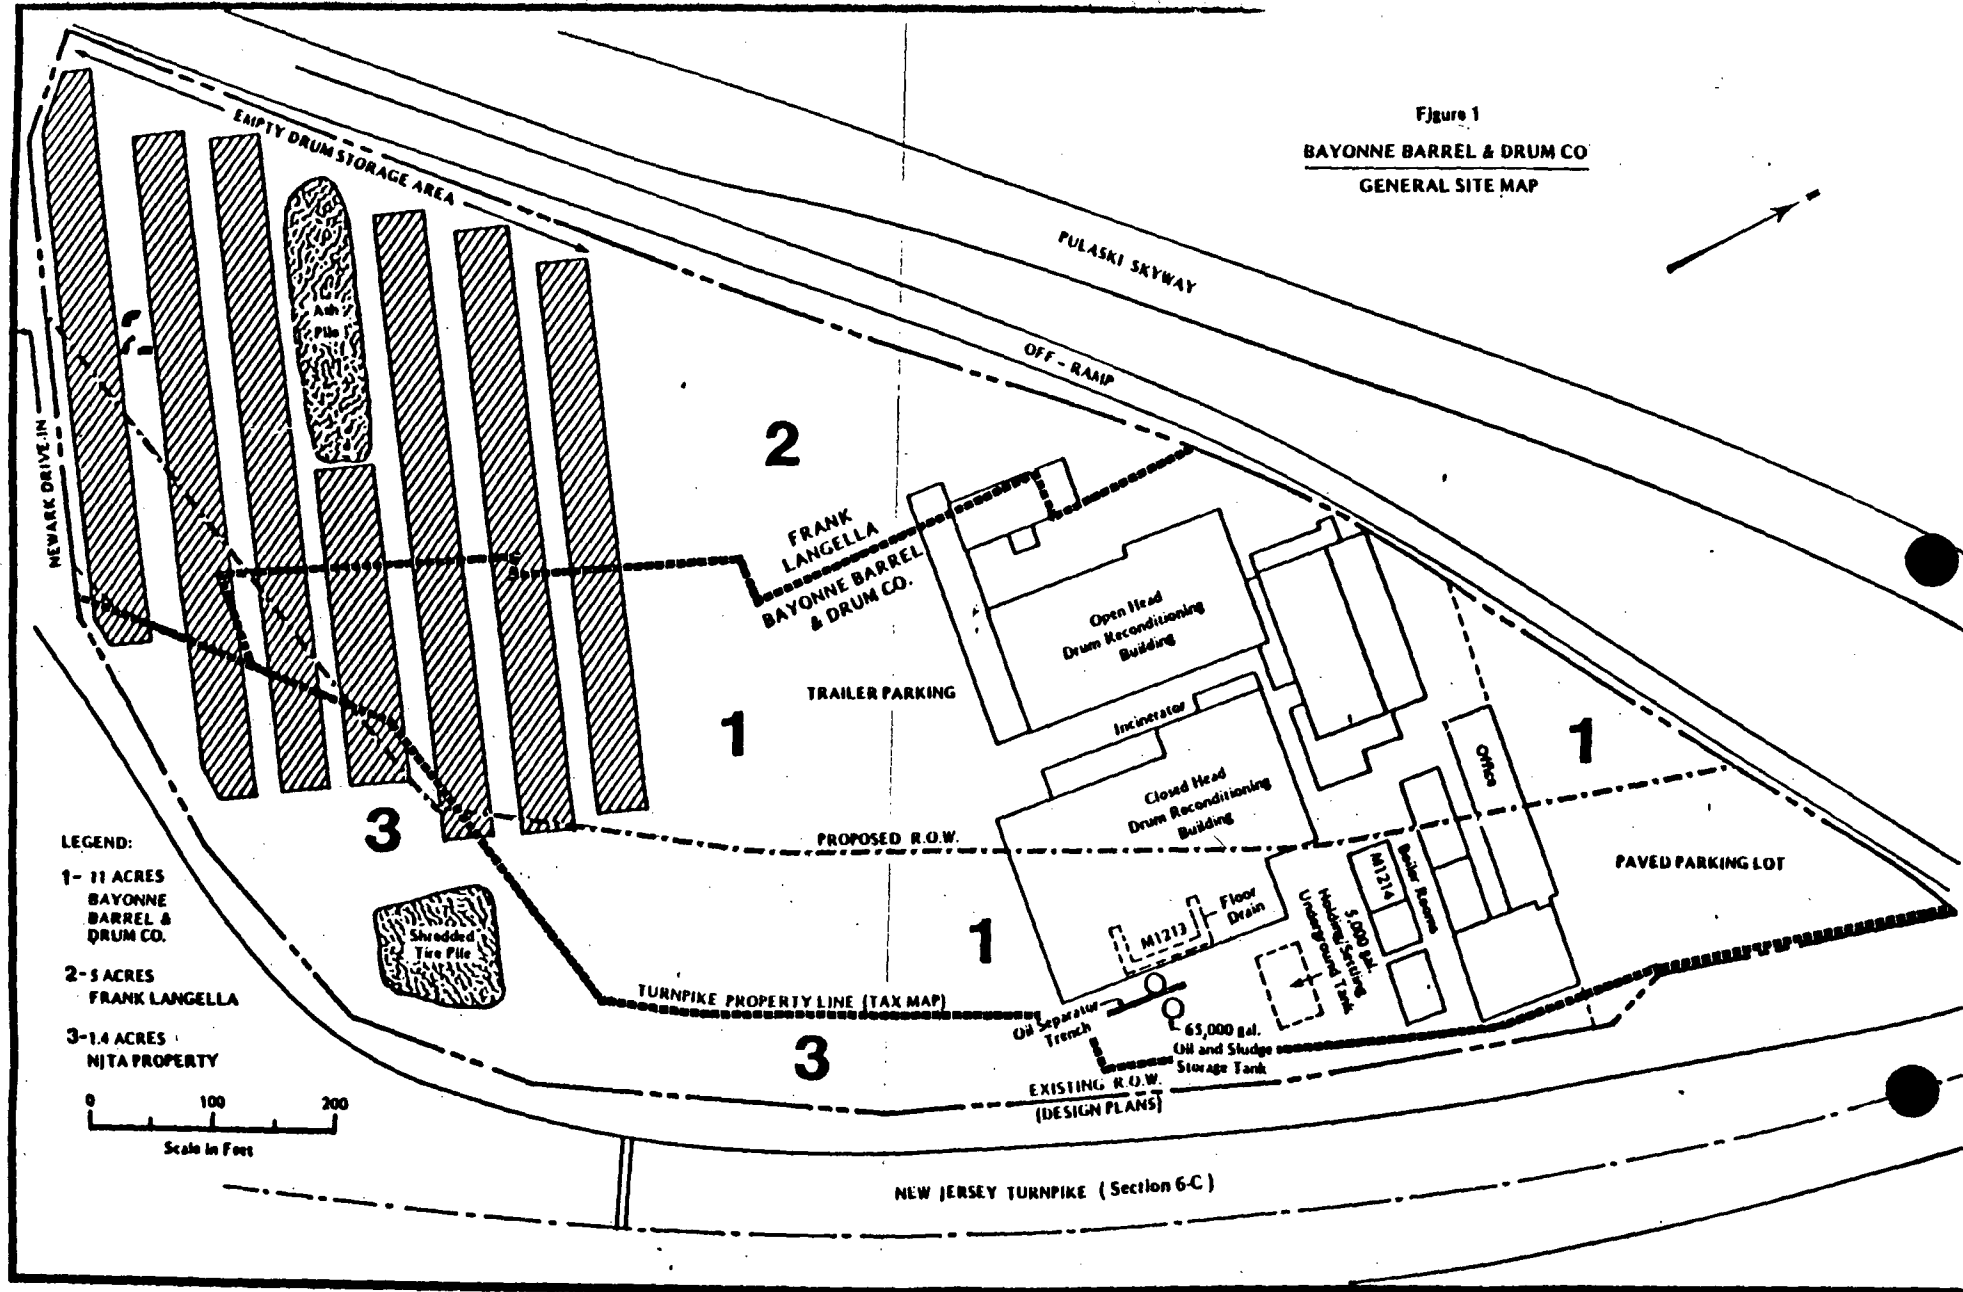 Figure 1
BAYONNE BARREL & DRUM CO
GENERAL SITE MAP
EMPTY DRUM STORAGE AREA
PULASKI SKYWAY
OFF - RAMP
NEWARK DRIVE-IN
Ash
Pile
2
FRANK
LANGELLA
BAYONNE BARREL
& DRUM CO.
Open Head
Drum Reconditioning
Building
TRAILER PARKING
1
Incinerator
1
Office
Closed Head
Drum Reconditioning
Building
3
PROPOSED R.O.W.
PAVED PARKING LOT
M1214
Boiler Rooms
5,000 gal.
Holding/Settling
Underground Tank
Floor
Drain
M1213
1
Shredded
Tire Pile
TURNPIKE PROPERTY LINE (TAX MAP)
Oil Separator
Trench
65,000 gal.
Oil and Sludge
Storage Tank
3
EXISTING R.O.W.
(DESIGN PLANS)
LEGEND:
1- 11 ACRES
BAYONNE
BARREL &
DRUM CO.
2- 5 ACRES
FRANK LANGELLA
3-1.4 ACRES
NJTA PROPERTY
0 100 200
Scale in Feet
NEW JERSEY TURNPIKE ( Section 6-C )